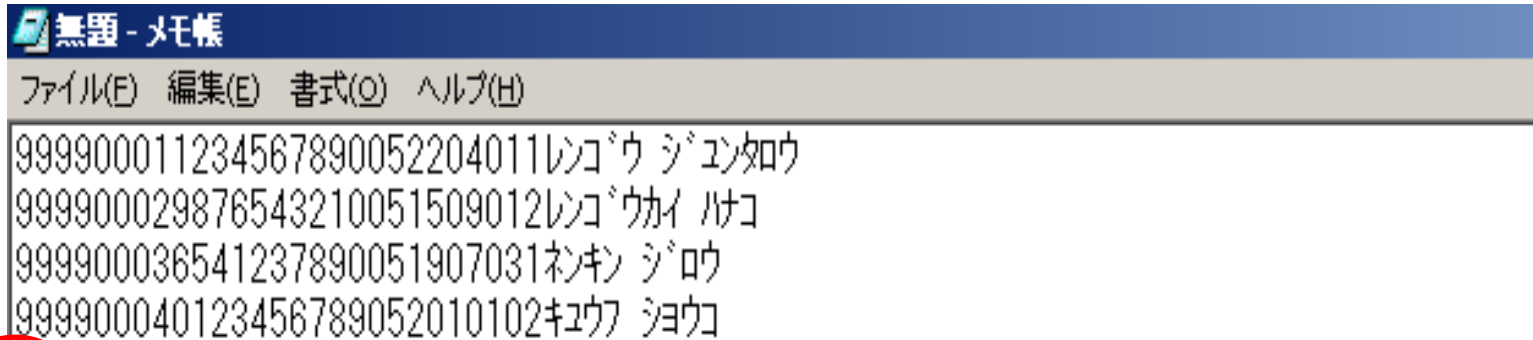 無題 - メモ帳
ファイル(F) 編集(E) 書式(O) ヘルプ(H)
999900011234567890052204011ﾚﾝｺﾞｳ ｼﾞﾕﾝﾀﾛｳ
999900029876543210051509012ﾚﾝｺﾞｳｶｲ ﾊﾅｺ
999900036541237890051907031ﾈﾝｷﾝ ｼﾞﾛｳ
999900040123456789052010102ｷﾕｳﾌ ｼﾖｳｺ